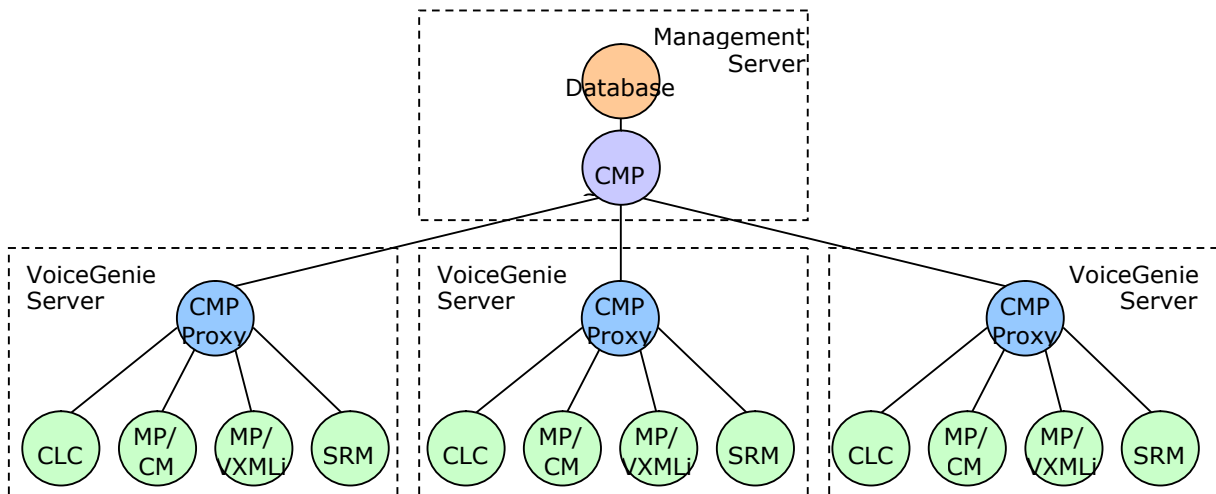 Management
Server
Database
CMP
VoiceGenie
Server
CMP
Proxy
CLC
MP/
CM
MP/
VXMLi
SRM
VoiceGenie
Server
CMP
Proxy
CLC
MP/
CM
MP/
VXMLi
SRM
VoiceGenie
Server
CMP
Proxy
CLC
MP/
CM
MP/
VXMLi
SRM